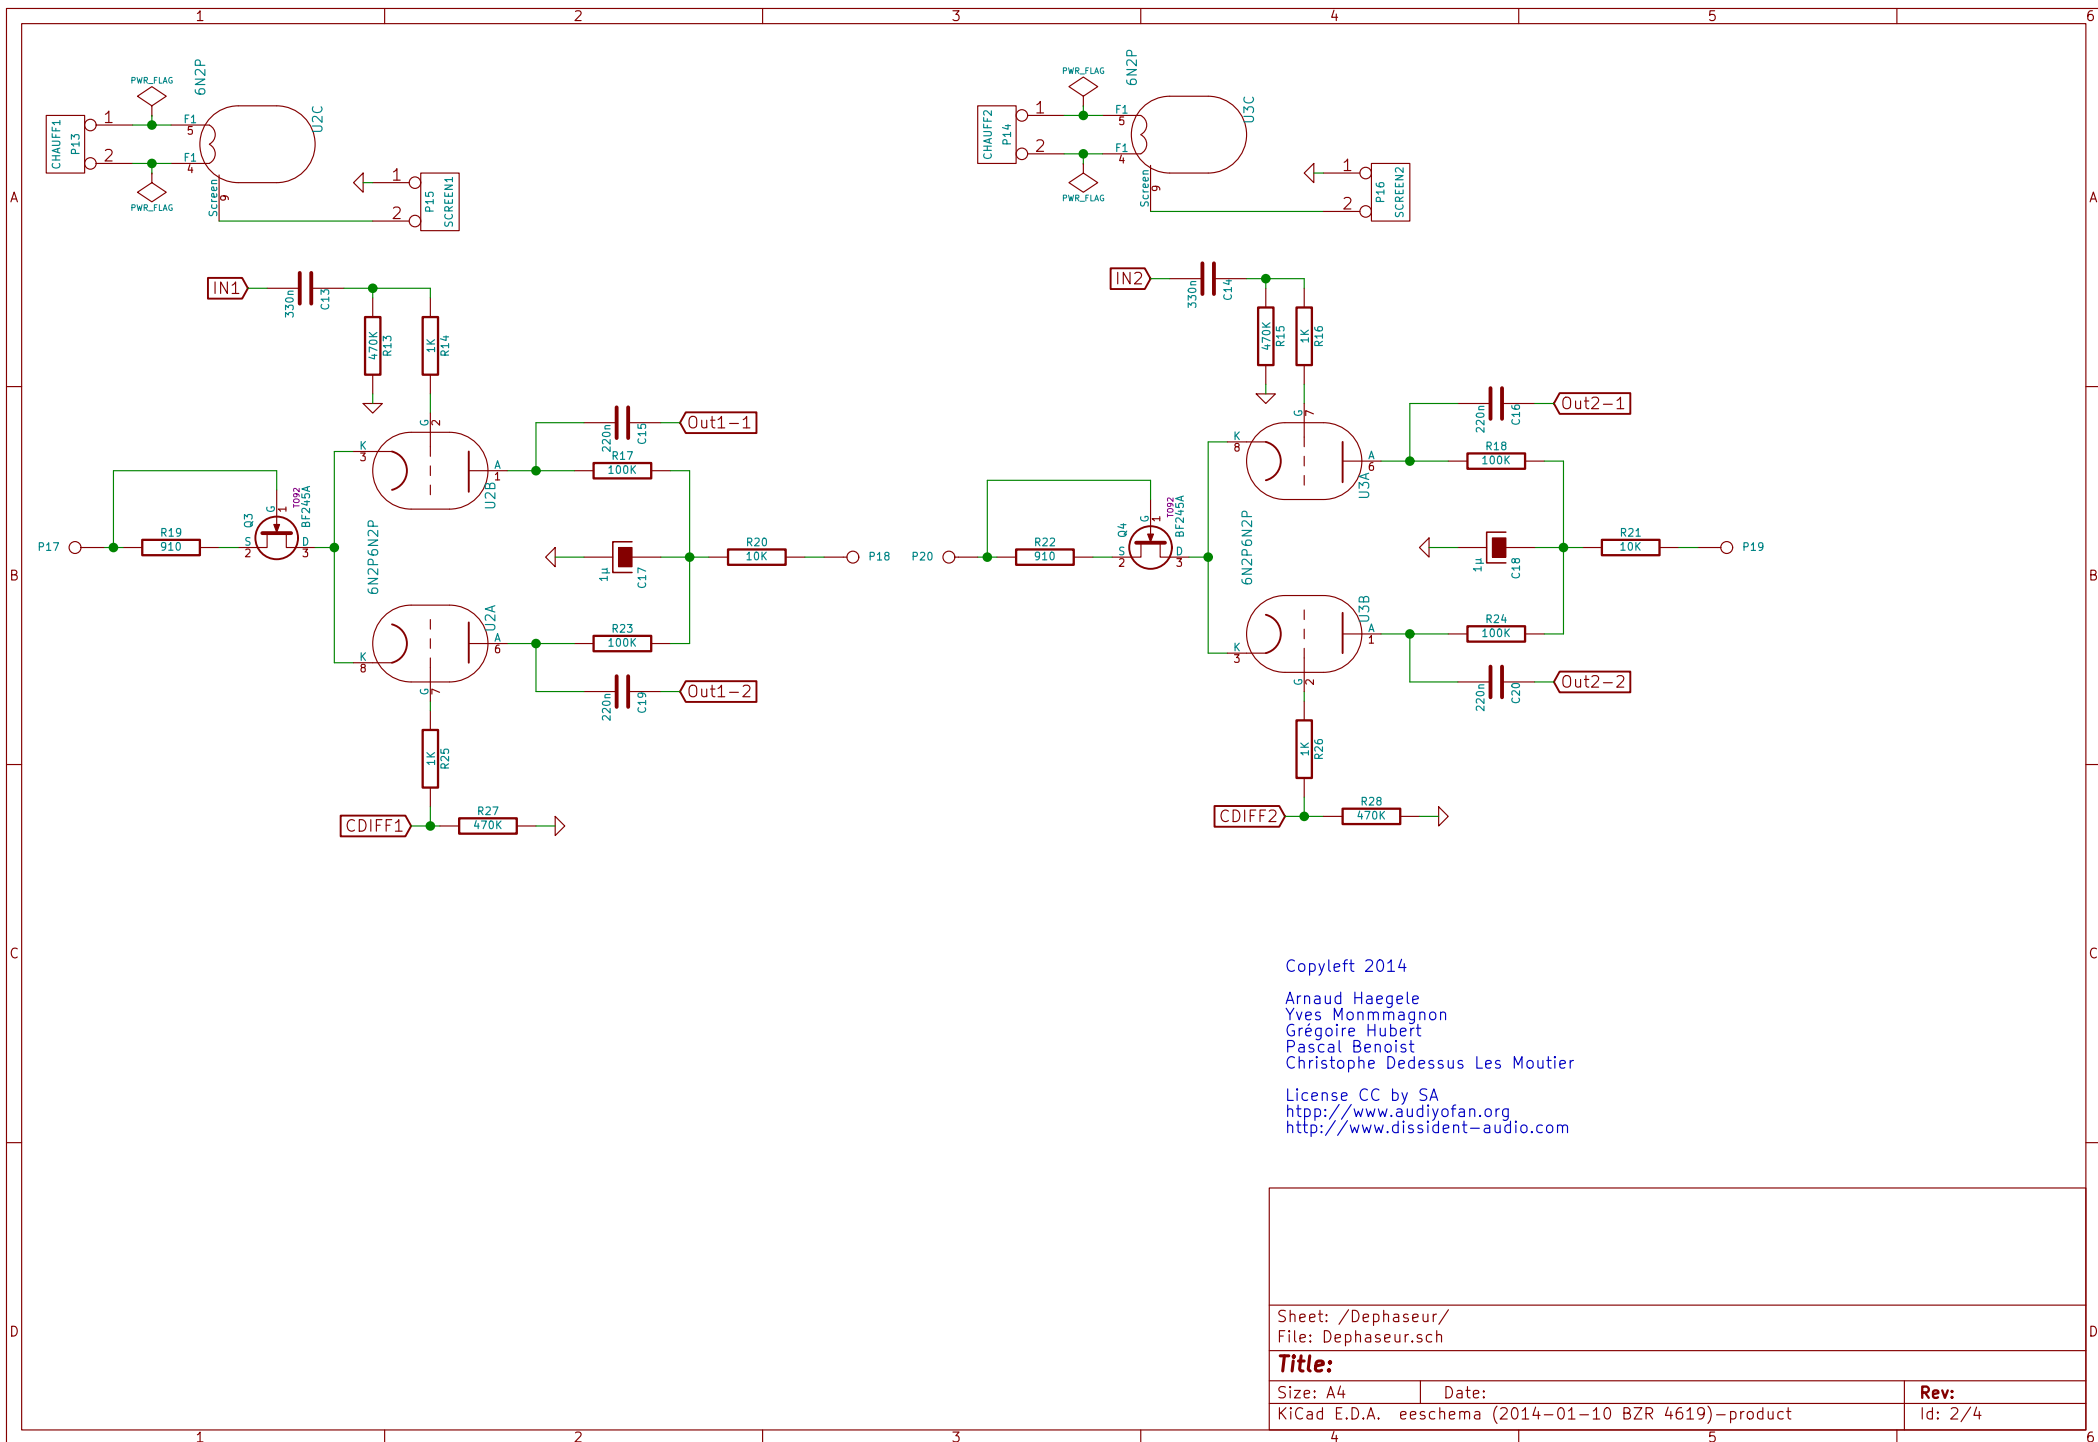 1 2 3 4 5 6
A
B
C
D
A
B
C
D
1 2 3 4 5 6
PWR_FLAG
6N2P
CHAUFF1
P13
1
2
F1
5
F1
4
U2C
PWR_FLAG
Screen
9
1
2
P15
SCREEN1
PWR_FLAG
6N2P
CHAUFF2
P14
1
2
F1
5
F1
4
U3C
PWR_FLAG
Screen
9
1
2
P16
SCREEN2
IN1
330n
C13
470K
R13
1K
R14
G
2
K
3
A
1
U2B
220n
C15
Out1-1
R17
100K
P17
R19
910
Q3
G
1
TO92
BF245A
S
2
D
3
6N2P6N2P
1µ
C17
R20
10K
P18
U2A
K
8
A
6
G
7
R23
100K
220n
C19
Out1-2
1K
R25
CDIFF1
R27
470K
IN2
330n
C14
470K
R15
1K
R16
G
7
K
8
A
6
U3A
220n
C16
Out2-1
R18
100K
P20
R22
910
Q4
G
1
TO92
BF245A
S
2
D
3
6N2P6N2P
1µ
C18
R21
10K
P19
U3B
K
3
A
1
G
2
R24
100K
220n
C20
Out2-2
1K
R26
CDIFF2
R28
470K
Copyleft 2014
Arnaud Haegele
Yves Monmmagnon
Grégoire Hubert
Pascal Benoist
Christophe Dedessus Les Moutier
License CC by SA
htpp://www.audiyofan.org
http://www.dissident-audio.com
Sheet: /Dephaseur/
File: Dephaseur.sch
Title:
Size: A4 Date: Rev:
KiCad E.D.A. eeschema (2014-01-10 BZR 4619)-product Id: 2/4